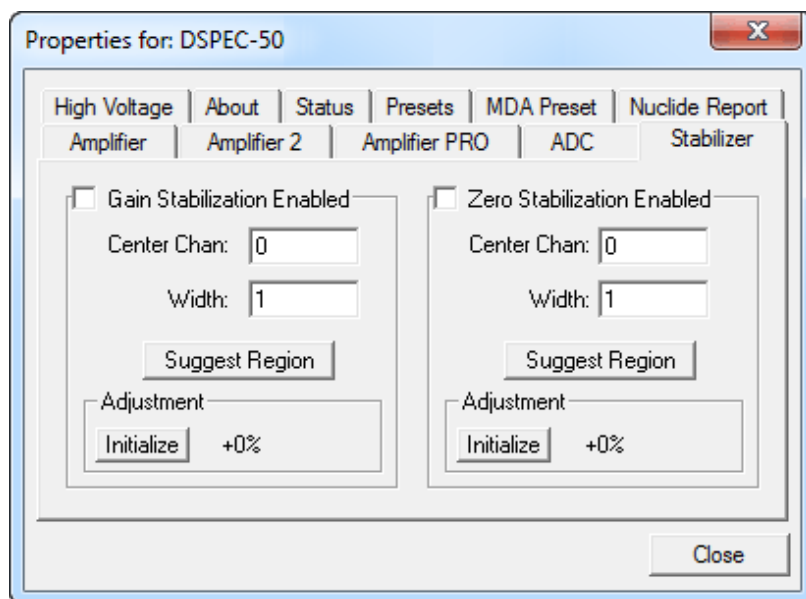 Properties for: DSPEC-50
High Voltage About Status Presets MDA Preset Nuclide Report
Amplifier Amplifier 2 Amplifier PRO ADC Stabilizer
Gain Stabilization Enabled Zero Stabilization Enabled
Center Chan: 0 Center Chan: 0
Width: 1 Width: 1
Suggest Region Suggest Region
Adjustment Adjustment
Initialize +0% Initialize +0%
Close